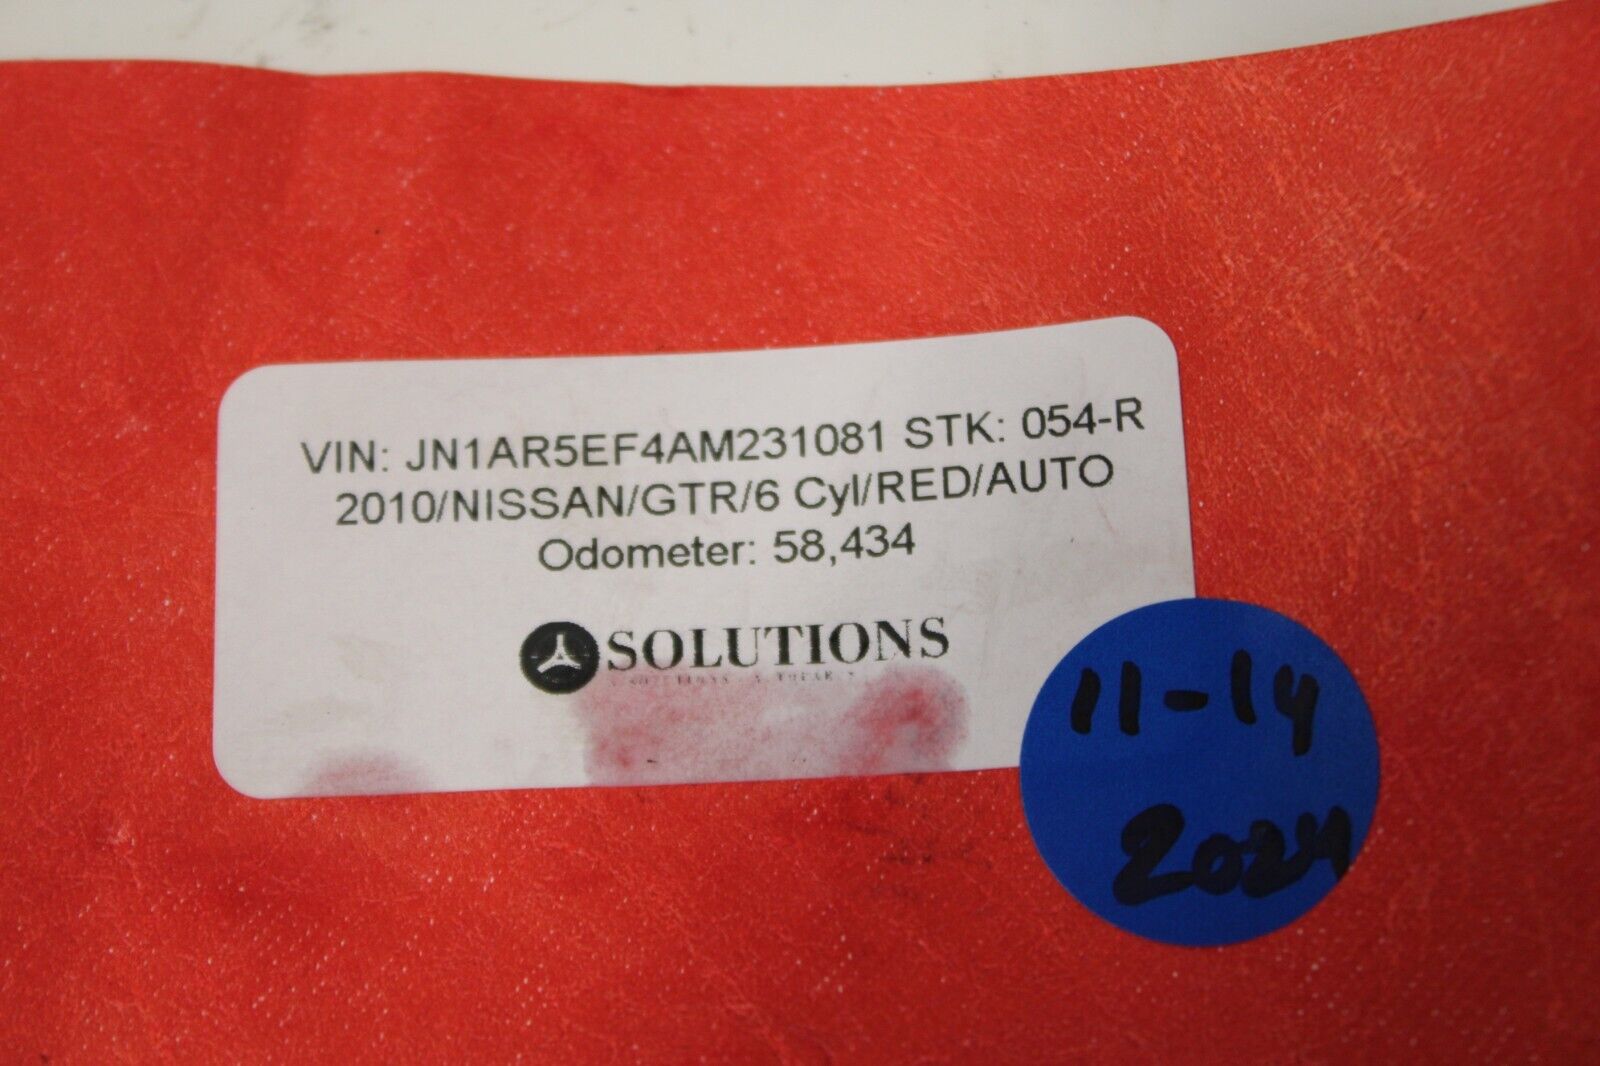 VIN: JN1AR5EF4AM231081 STK: 054-R
2010/NISSAN/GTR/6 Cyl/RED/AUTO
Odometer: 58,434
SOLUTIONS
11-14
2024